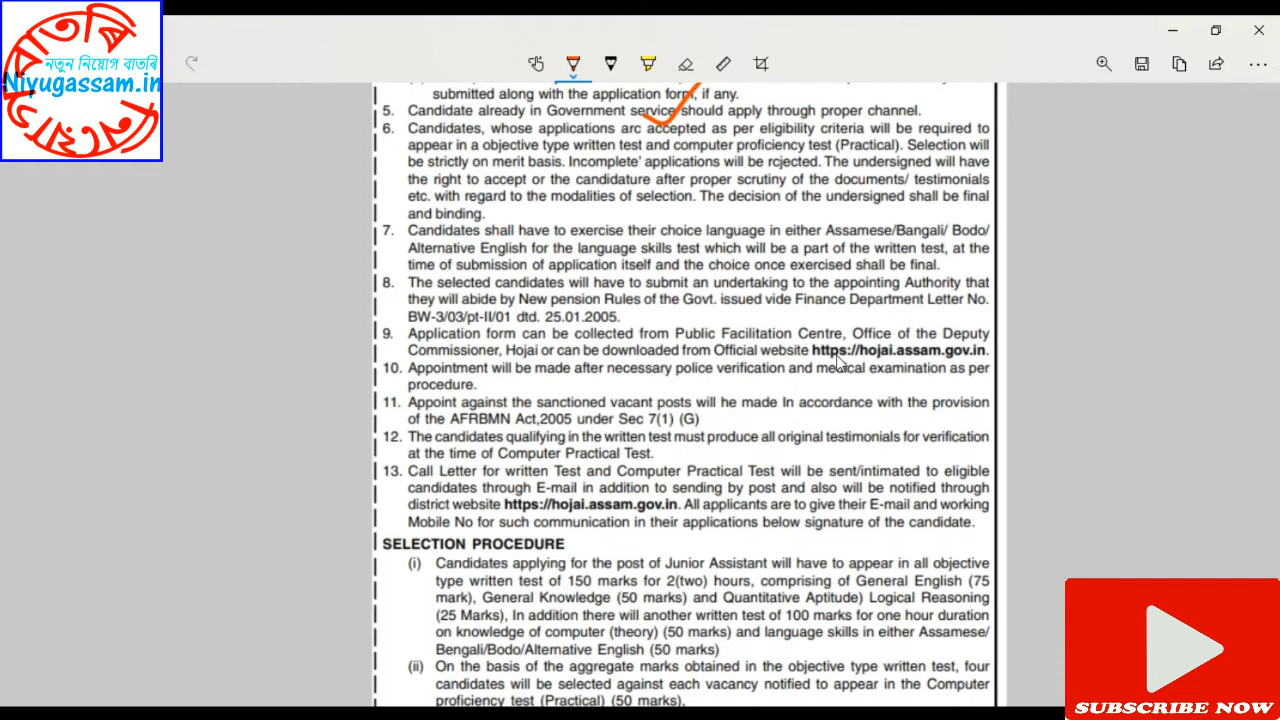 বাতৰি
নতুন নিয়োগ বাতৰি
Niyugassam.in
নিয়োগ
submitted along with the application form, if any.
5. Candidate already in Government service should apply through proper channel.
6. Candidates, whose applications arc accepted as per eligibility criteria will be required to
appear in a objective type written test and computer proficiency test (Practical). Selection will
be strictly on merit basis. Incomplete' applications will be rcjected. The undersigned will have
the right to accept or the candidature after proper scrutiny of the documents/ testimonials
etc. with regard to the modalities of selection. The decision of the undersigned shall be final
and binding.
7. Candidates shall have to exercise their choice language in either Assamese/Bangali/ Bodo/
Alternative English for the language skills test which will be a part of the written test, at the
time of submission of application itself and the choice once exercised shall be final.
8. The selected candidates will have to submit an undertaking to the appointing Authority that
they will abide by New pension Rules of the Govt. issued vide Finance Department Letter No.
BW-3/03/pt-II/01 dtd. 25.01.2005.
9. Application form can be collected from Public Facilitation Centre, Office of the Deputy
Commissioner, Hojai or can be downloaded from Official website https://hojai.assam.gov.in.
10. Appointment will be made after necessary police verification and medical examination as per
procedure.
11. Appoint against the sanctioned vacant posts will he made In accordance with the provision
of the AFRBMN Act,2005 under Sec 7(1) (G)
12. The candidates qualifying in the written test must produce all original testimonials for verification
at the time of Computer Practical Test.
13. Call Letter for written Test and Computer Practical Test will be sent/intimated to eligible
candidates through E-mail in addition to sending by post and also will be notified through
district website https://hojai.assam.gov.in. All applicants are to give their E-mail and working
Mobile No for such communication in their applications below signature of the candidate.
SELECTION PROCEDURE
(i) Candidates applying for the post of Junior Assistant will have to appear in all objective
type written test of 150 marks for 2(two) hours, comprising of General English (75
mark), General Knowledge (50 marks) and Quantitative Aptitude) Logical Reasoning
(25 Marks), In addition there will another written test of 100 marks for one hour duration
on knowledge of computer (theory) (50 marks) and language skills in either Assamese/
Bengali/Bodo/Alternative English (50 marks)
(ii) On the basis of the aggregate marks obtained in the objective type written test, four
candidates will be selected against each vacancy notified to appear in the Computer
proficiency test (Practical) (50 marks),
SUBSCRIBE NOW